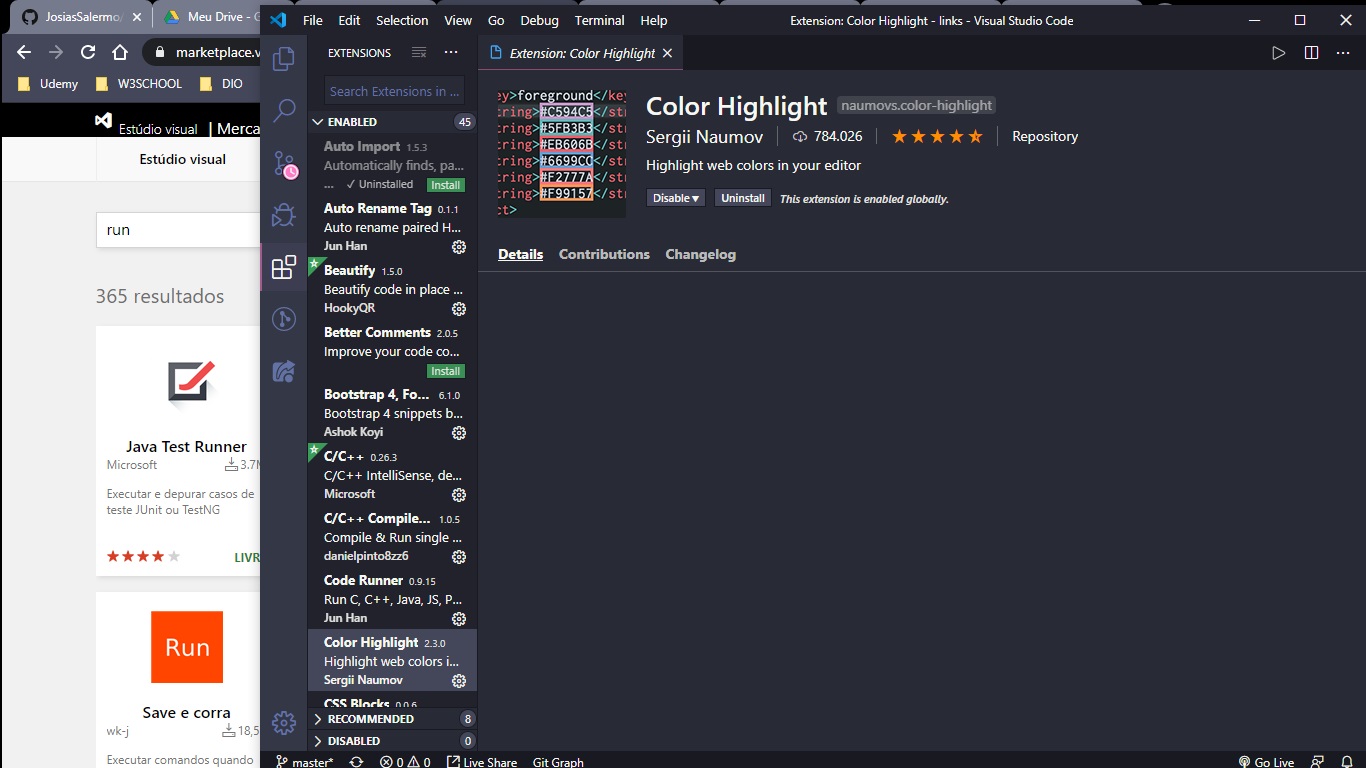 JosiasSalermo/
Meu Drive - G
marketplace.v
Udemy
W3SCHOOL
DIO
Estúdio visual | Merca
Estúdio visual
run
365 resultados
Java Test Runner
Microsoft 3.7M
Executar e depurar casos de
teste JUnit ou TestNG
LIVR
Run
Save e corra
wk-j 18,5
Executar comandos quando
File Edit Selection View Go Debug Terminal Help
Extension: Color Highlight - links - Visual Studio Code
EXTENSIONS
Search Extensions in ...
ENABLED 45
Auto Import 1.5.3
Automatically finds, pa...
... ✓ Uninstalled Install
Auto Rename Tag 0.1.1
Auto rename paired H...
Jun Han
Beautify 1.5.0
Beautify code in place ...
HookyQR
Better Comments 2.0.5
Improve your code co...
Install
Bootstrap 4, Fo... 6.1.0
Bootstrap 4 snippets b...
Ashok Koyi
C/C++ 0.26.3
C/C++ IntelliSense, de...
Microsoft
C/C++ Compile... 1.0.5
Compile & Run single ...
danielpinto8zz6
Code Runner 0.9.15
Run C, C++, Java, JS, P...
Jun Han
Color Highlight 2.3.0
Highlight web colors i...
Sergii Naumov
CSS Blocks 0.0.6
RECOMMENDED 8
DISABLED 0
Extension: Color Highlight
ey>foreground</key
tring>#C594C5</str
tring>#5FB3B3</str
tring>#EB606B</str
tring>#6699CC</str
tring>#F2777A</str
tring>#F99157</str
ct>
Color Highlight naumovs.color-highlight
Sergii Naumov 784.026 Repository
Highlight web colors in your editor
Disable Uninstall This extension is enabled globally.
Details Contributions Changelog
master* 0 0 Live Share Git Graph Go Live